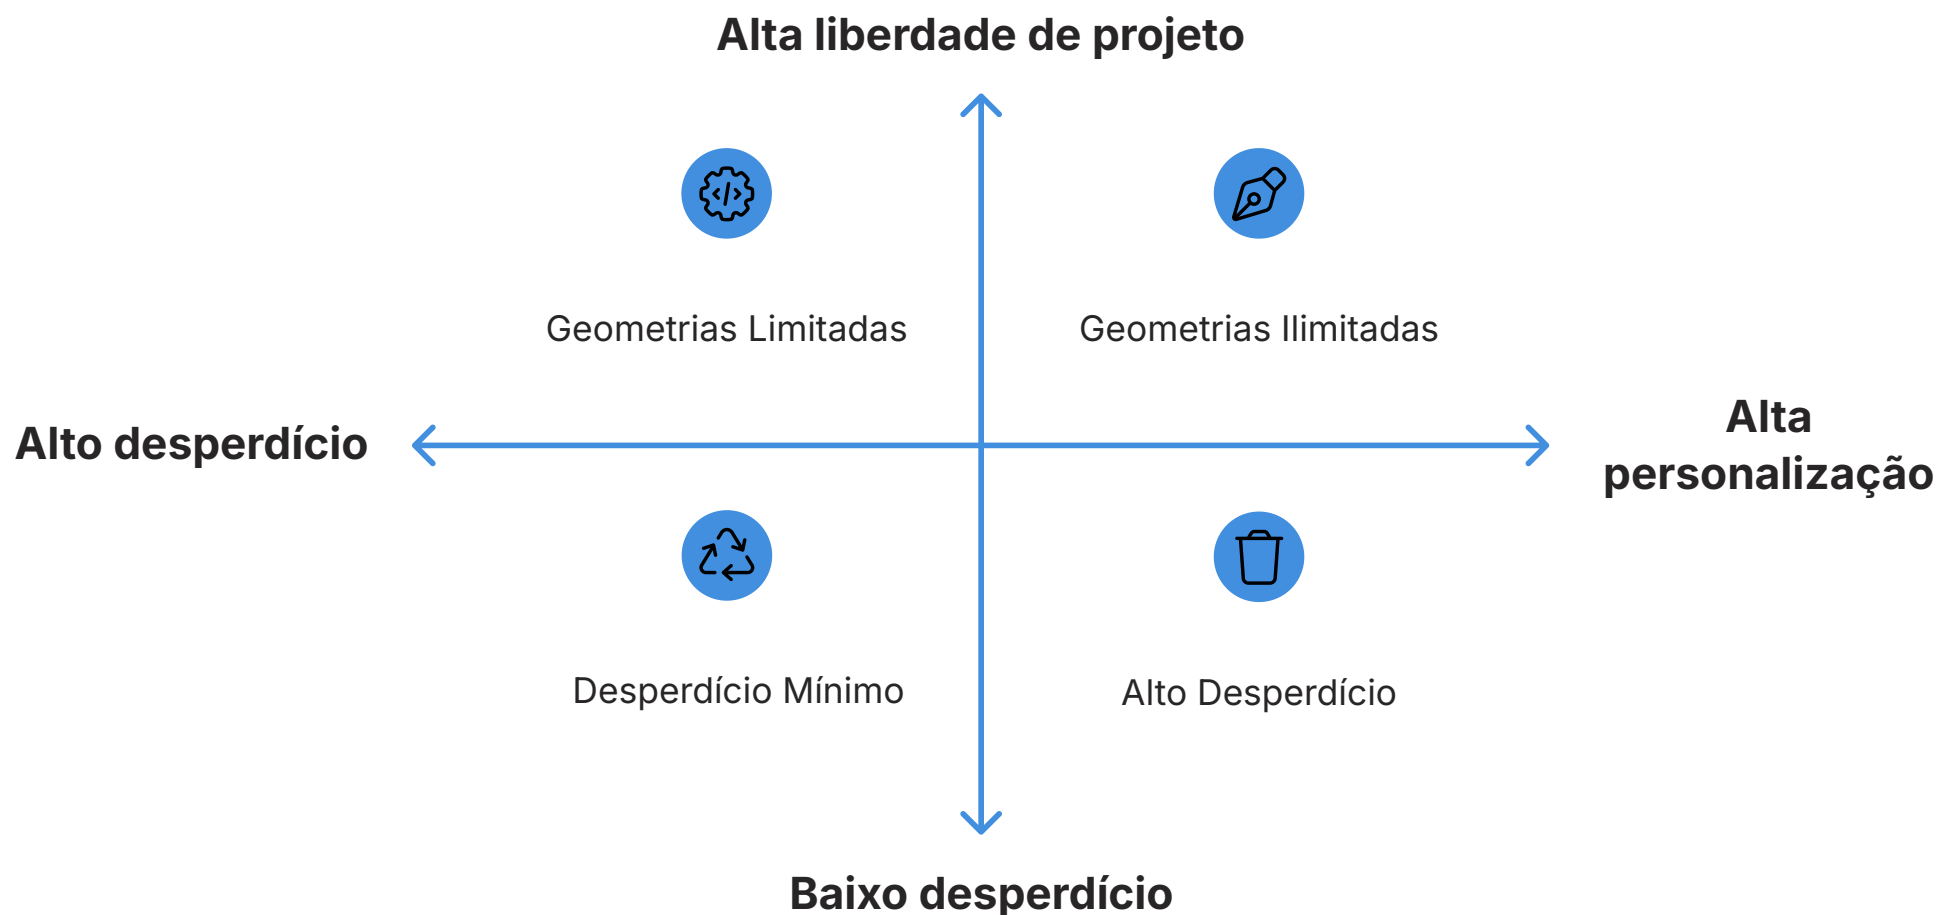 Alta liberdade de projeto
Geometrias Limitadas
Geometrias Ilimitadas
Alto desperdício
Alta
personalização
Desperdício Mínimo
Alto Desperdício
Baixo desperdício